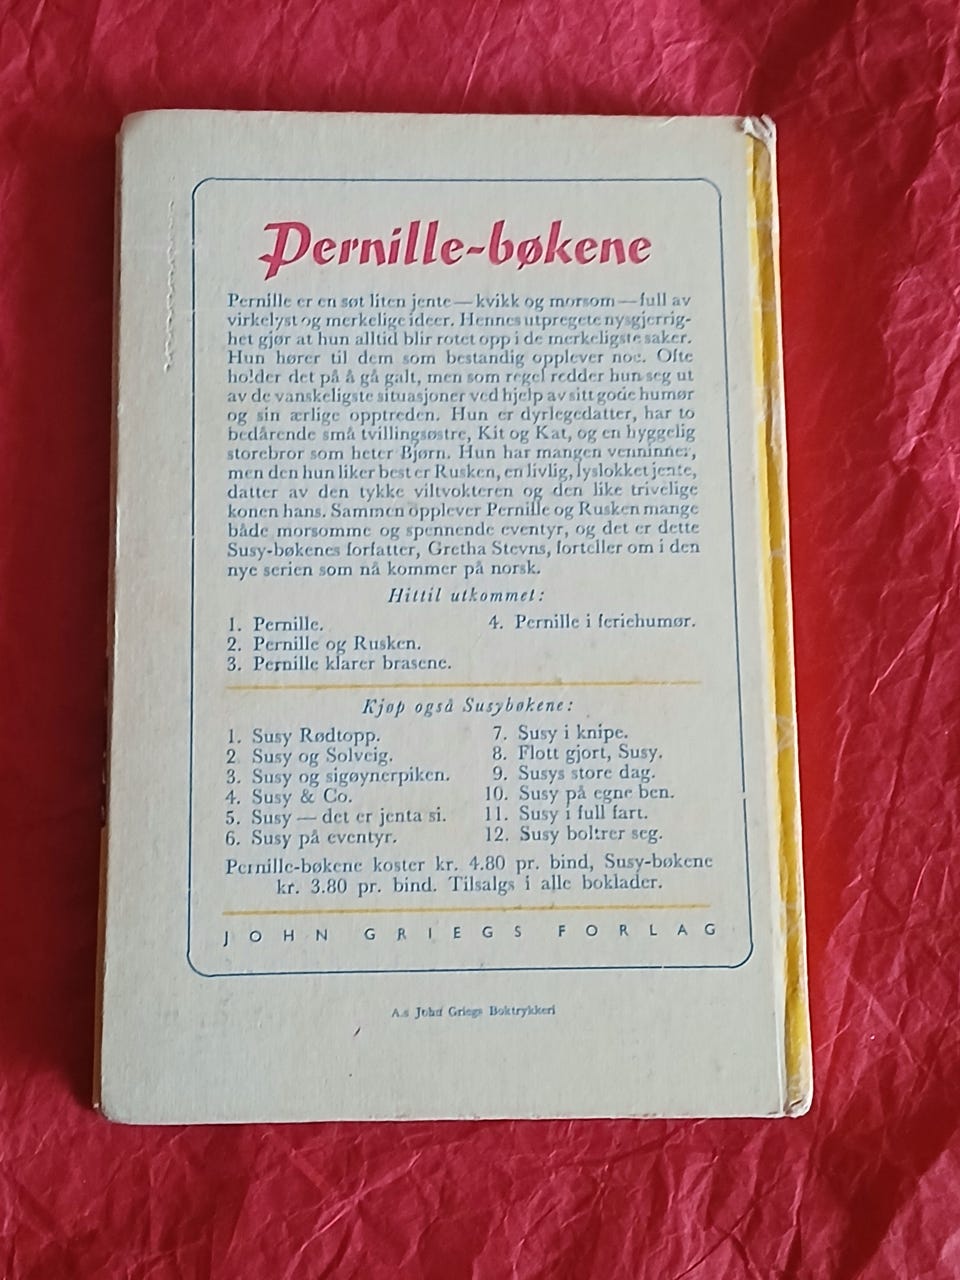 Pernille-bøkene
Pernille er en søt liten jente — kvikk og morsom — full av
virkelyst og merkelige ideer. Hennes utpregete nysgjerrig-
het gjør at hun alltid blir rotet opp i de merkeligste saker.
Hun hører til dem som bestandig opplever noe. Ofte
holder det på å gå galt, men som regel redder hun seg ut
av de vanskeligste situasjoner ved hjelp av sitt gode humør
og sin ærlige opptreden. Hun er dyrlegedatter, har to
bedårende små tvillingsøstre, Kit og Kat, og en hyggelig
storebror som heter Bjørn. Hun har mangen venninner,
men den hun liker best er Rusken, en livlig, lyslokket jente,
datter av den tykke viltvokteren og den like trivelige
konen hans. Sammen opplever Pernille og Rusken mange
både morsomme og spennende eventyr, og det er dette
Susy-bøkenes forfatter, Gretha Stevns, forteller om i den
nye serien som nå kommer på norsk.
Hittil utkommet:
1. Pernille.
2. Pernille og Rusken.
3. Pernille klarer brasene.
4. Pernille i feriehumør.
Kjøp også Susybøkene:
1. Susy Rødtopp.
2 Susy og Solveig.
3. Susy og sigøynerpiken.
4. Susy & Co.
5. Susy — det er jenta si.
6. Susy på eventyr.
7. Susy i knipe.
8. Flott gjort, Susy.
9. Susys store dag.
10. Susy på egne ben.
11. Susy i full fart.
12. Susy boltrer seg.
Pernille-bøkene koster kr. 4.80 pr. bind, Susy-bøkene
kr. 3.80 pr. bind. Tilsalgs i alle boklader.
JOHN GRIEGS FORLAG
A.s John Griegs Boktrykkeri